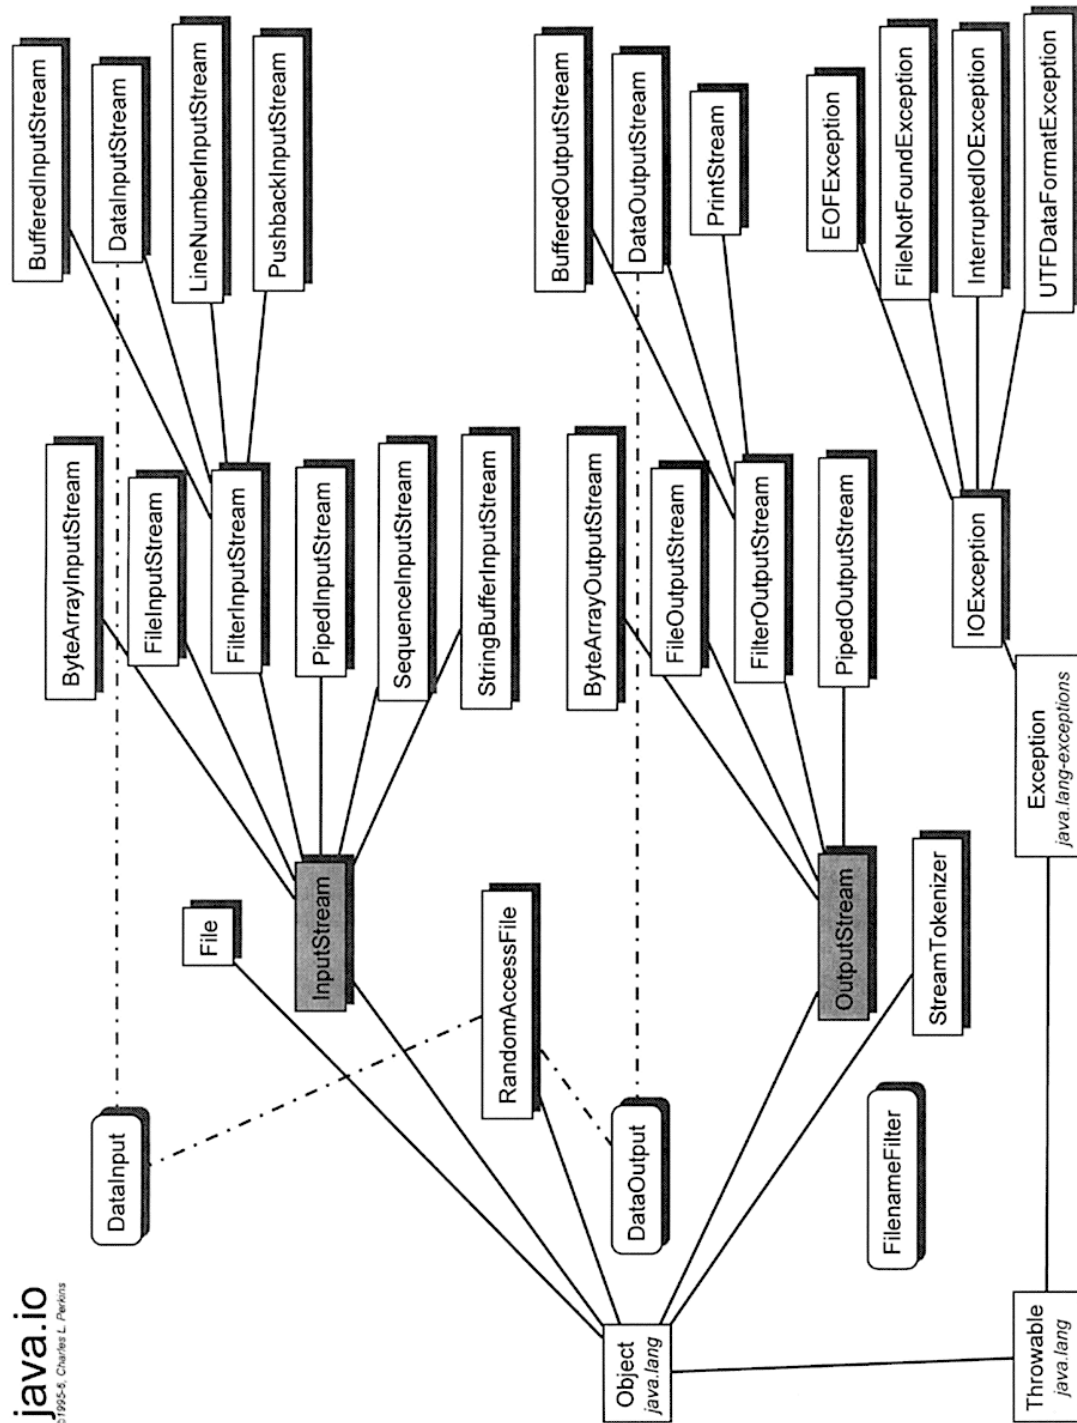 java.io
©1995-6, Charles L. Perkins
DataInput
File
InputStream
ByteArrayInputStream
FileInputStream
FilterInputStream
PipedInputStream
SequenceInputStream
StringBufferInputStream
BufferedInputStream
DataInputStream
LineNumberInputStream
PushbackInputStream
RandomAccessFile
DataOutput
Object
java.lang
OutputStream
ByteArrayOutputStream
FileOutputStream
FilterOutputStream
PipedOutputStream
BufferedOutputStream
DataOutputStream
PrintStream
StreamTokenizer
FilenameFilter
Throwable
java.lang
Exception
java.lang-exceptions
IOException
EOFException
FileNotFoundException
InterruptedIOException
UTFDataFormatException